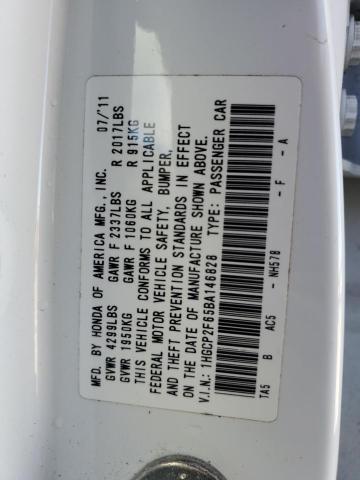 MFD. BY HONDA OF AMERICA MFG., INC. 07/'11
GVWR 4299LBS GAWR F 2337LBS R 2017LBS
GVWR 1950KG GAWR F 1060KG R 915KG
THIS VEHICLE CONFORMS TO ALL APPLICABLE
FEDERAL MOTOR VEHICLE SAFETY, BUMPER,
AND THEFT PREVENTION STANDARDS IN EFFECT
ON THE DATE OF MANUFACTURE SHOWN ABOVE.
V.I.N.: 1HGCP2F65BA146828 TYPE: PASSENGER CAR
TA5 B AC5 - NH578 - F - A